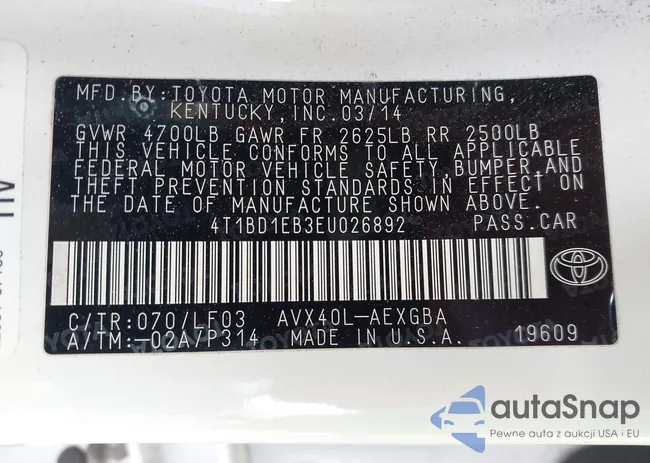 MFD.BY:TOYOTA MOTOR MANUFACTURING,
KENTUCKY,INC.03/14
GVWR 4700LB GAWR FR 2625LB RR 2500LB
THIS VEHICLE CONFORMS TO ALL APPLICABLE
FEDERAL MOTOR VEHICLE SAFETY,BUMPER,AND
THEFT PREVENTION STANDARDS IN EFFECT ON
THE DATE OF MANUFACTURE SHOWN ABOVE.
4T1BD1EB3EU026892 PASS.CAR
C/TR:070/LF03 AVX40L-AEXGBA
A/TM:-02A/P314 MADE IN U.S.A. 19609
autaSnap
Pewne auta z aukcji USA i EU